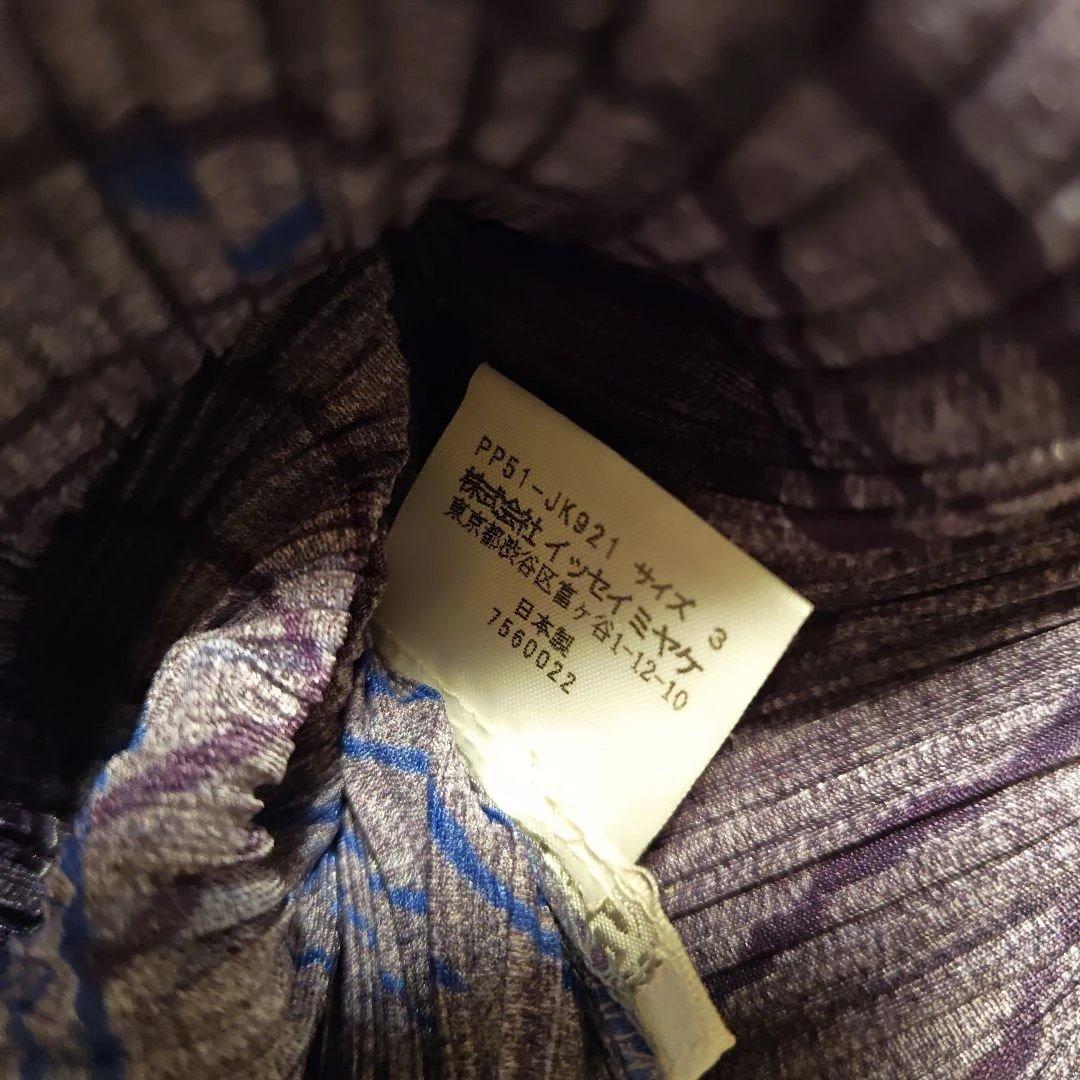 PP51-JK921 サイズ 3
株式会社 イッセイミヤケ
東京都渋谷区富ヶ谷1-12-10
日本製
7560022